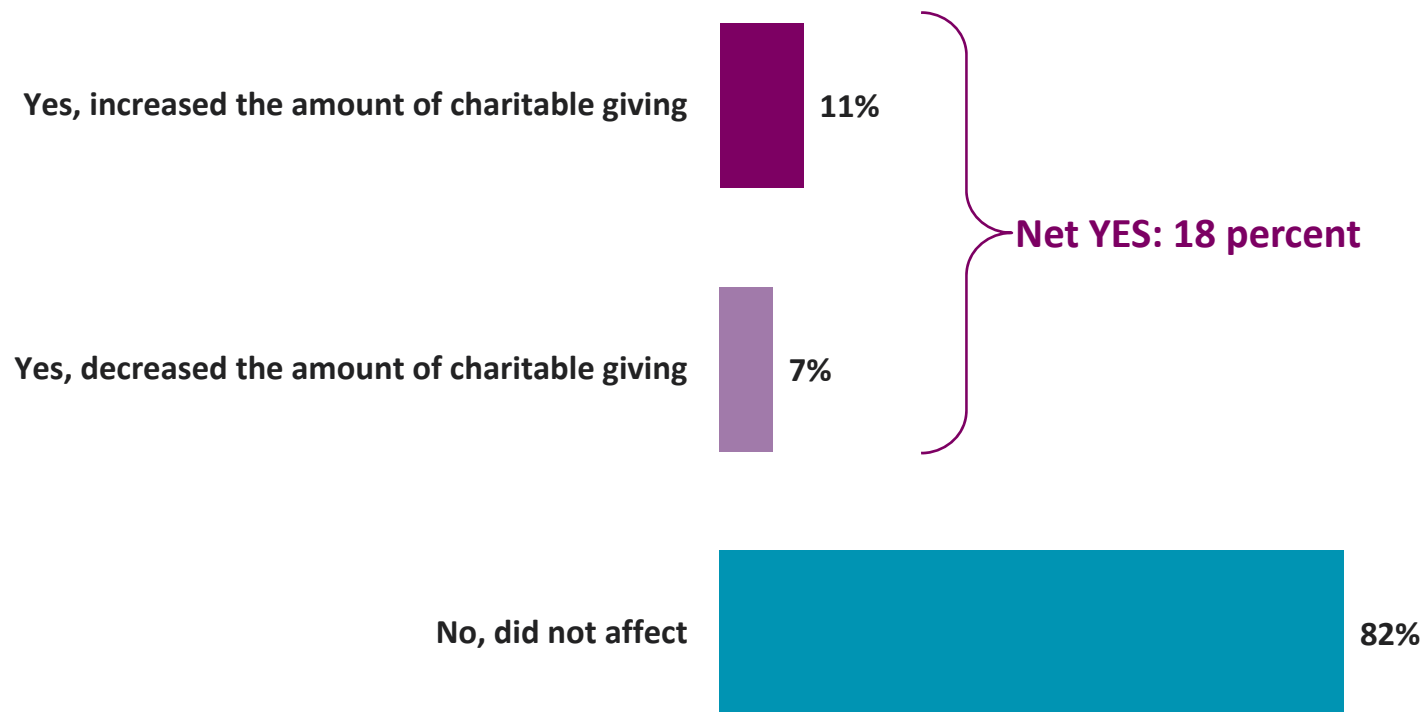 Yes, increased the amount of charitable giving
11%
Net YES: 18 percent
Yes, decreased the amount of charitable giving
7%
No, did not affect
82%